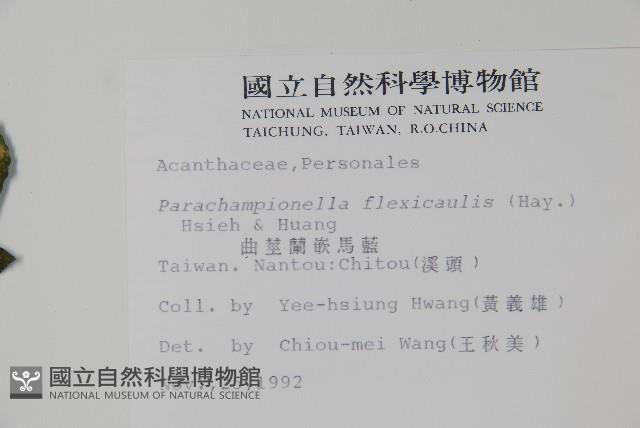 國立自然科學博物館
NATIONAL MUSEUM OF NATURAL SCIENCE
TAICHUNG, TAIWAN, R.O.CHINA
Acanthaceae,Personales
Parachampionella flexicaulis (Hay.)
Hsieh & Huang
曲莖蘭嵌馬藍
Taiwan. Nantou:Chitou(溪頭)
Coll. by Yee-hsiung Hwang(黃義雄)
Det. by Chiou-mei Wang(王秋美)
1992
國立自然科學博物館
NATIONAL MUSEUM OF NATURAL SCIENCE